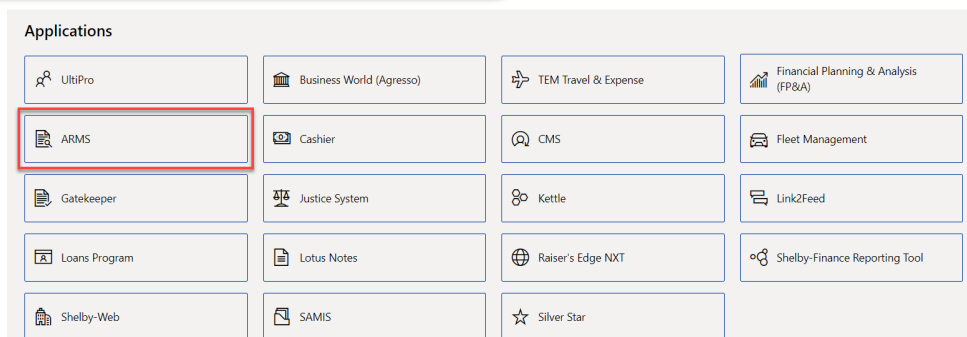 Applications
UltiPro
Business World (Agresso)
TEM Travel & Expense
Financial Planning & Analysis
(FP&A)
ARMS
Cashier
CMS
Fleet Management
Gatekeeper
Justice System
Kettle
Link2Feed
Loans Program
Lotus Notes
Raiser's Edge NXT
Shelby-Finance Reporting Tool
Shelby-Web
SAMIS
Silver Star